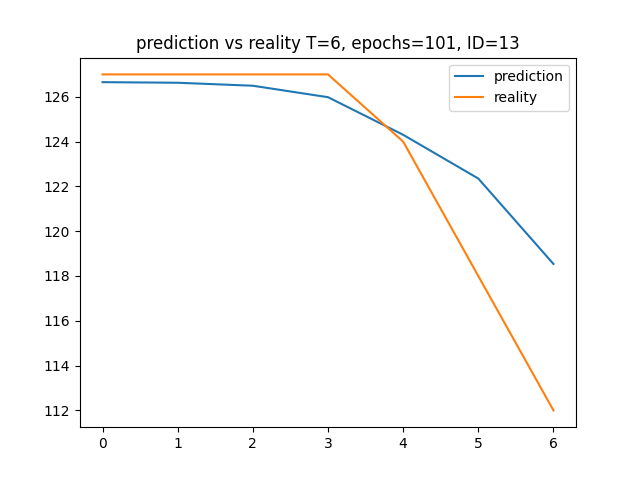 prediction vs reality T=6, epochs=101, ID=13
prediction
reality
126
124
122
120
118
116
114
112
0 1 2 3 4 5 6